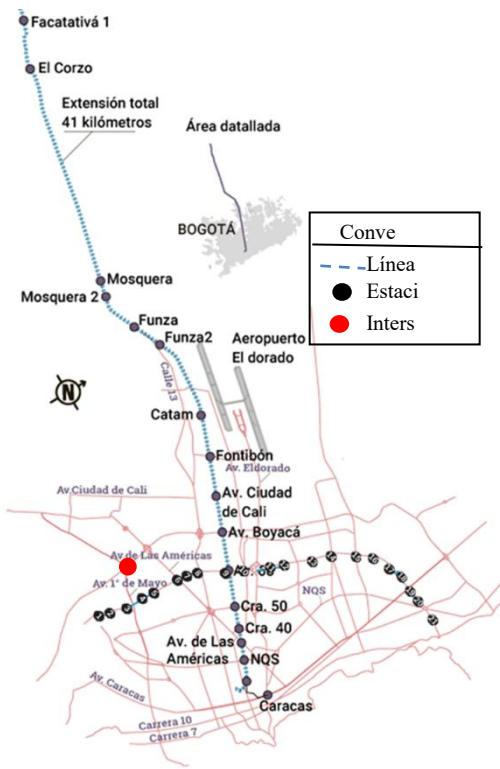 Facatativá 1
El Corzo
Extensión total
41 kilómetros
Área datallada
BOGOTÁ
Conve
Línea
Estaci
Inters
Mosquera
Mosquera 2
Funza
Funza2
Aeropuerto
El dorado
Calle 13
N
Catam
Fontibón
Av. Eldorado
Av.Ciudad de Cali
Av. Ciudad
de Cali
Av. Boyacá
Av de Las Américas
Av. 1° de Mayo
Av.
NQS
Cra. 50
Cra. 40
Av. de Las
Américas
NQS
Av. Caracas
Caracas
Carrera 10
Carrera 7